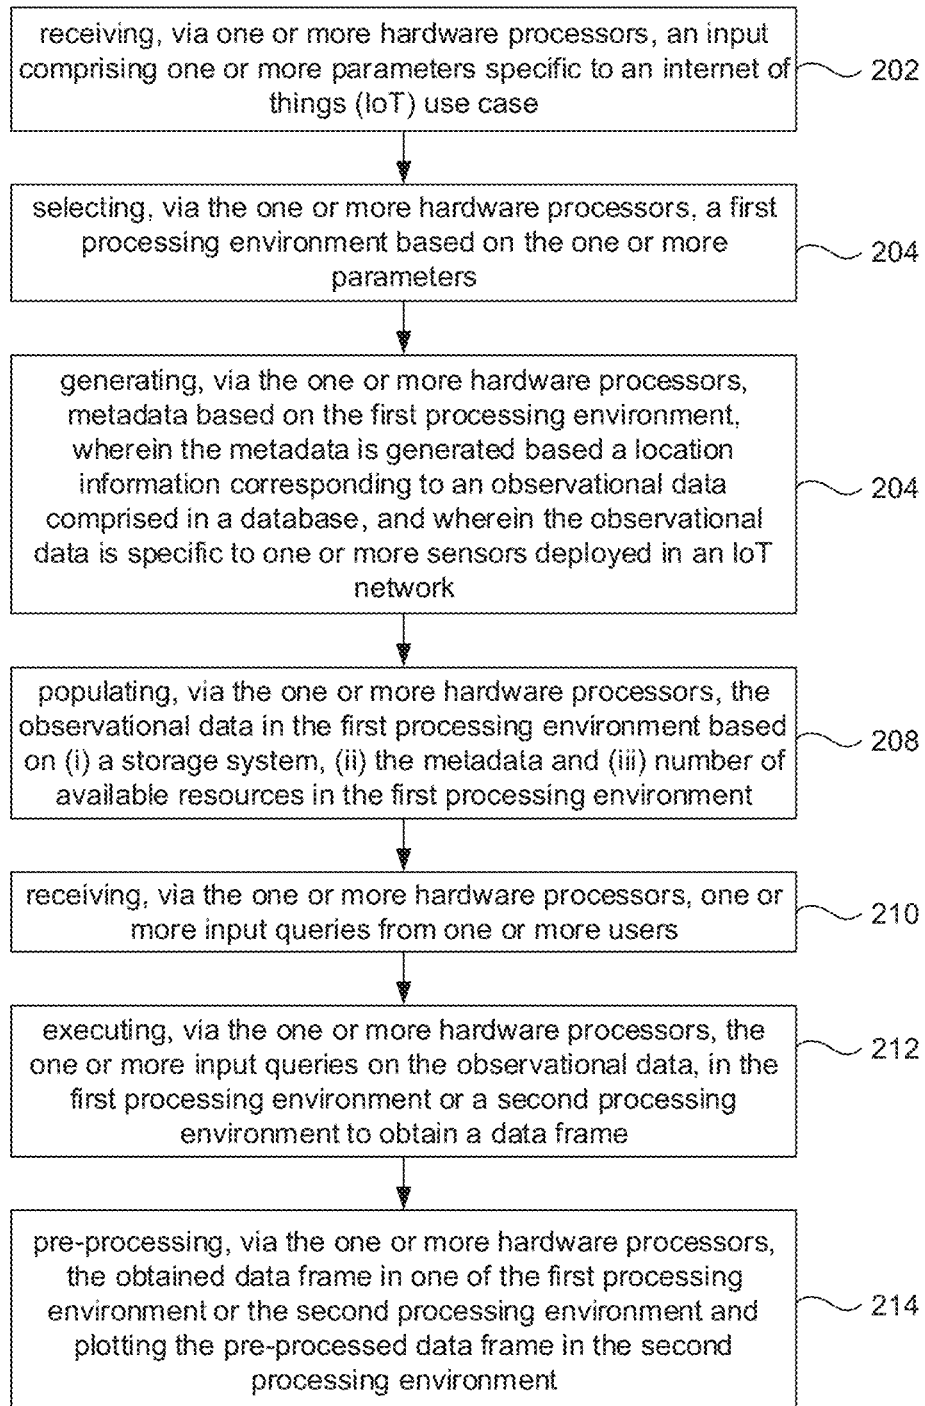 receiving, via one or more hardware processors, an input
comprising one or more parameters specific to an internet of
things (IoT) use case
202
selecting, via the one or more hardware processors, a first
processing environment based on the one or more
parameters
204
generating, via the one or more hardware processors,
metadata based on the first processing environment,
wherein the metadata is generated based a location
information corresponding to an observational data
comprised in a database, and wherein the observational
data is specific to one or more sensors deployed in an IoT
network
204
populating, via the one or more hardware processors, the
observational data in the first processing environment based
on (i) a storage system, (ii) the metadata and (iii) number of
available resources in the first processing environment
208
receiving, via the one or more hardware processors, one or
more input queries from one or more users
210
executing, via the one or more hardware processors, the
one or more input queries on the observational data, in the
first processing environment or a second processing
environment to obtain a data frame
212
pre-processing, via the one or more hardware processors,
the obtained data frame in one of the first processing
environment or the second processing environment and
plotting the pre-processed data frame in the second
processing environment
214